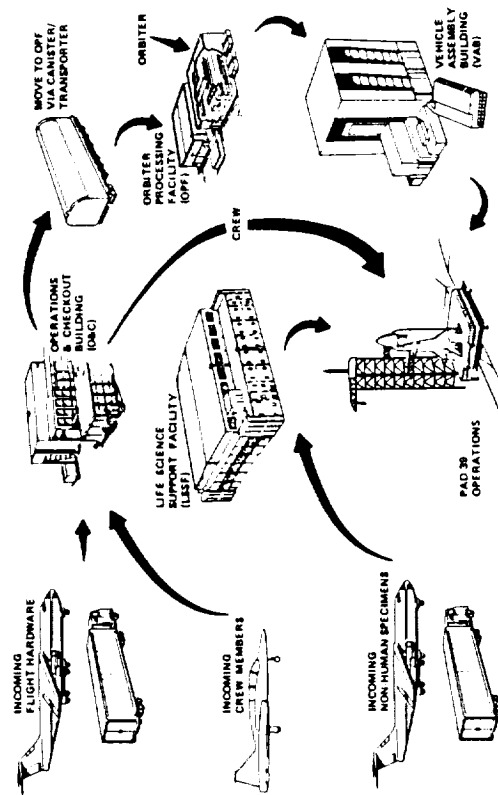 INCOMING
FLIGHT HARDWARE
OPERATIONS
& CHECKOUT
BUILDING
(O&C)
MOVE TO OPF
VIA CANISTER/
TRANSPORTER
ORBITER
ORBITER
PROCESSING
FACILITY
(OPF)
INCOMING
CREW MEMBERS
LIFE SCIENCE
SUPPORT FACILITY
(LSSF)
CREW
VEHICLE
ASSEMBLY
BUILDING
(VAB)
INCOMING
NON HUMAN SPECIMENS
PAD 39
OPERATIONS